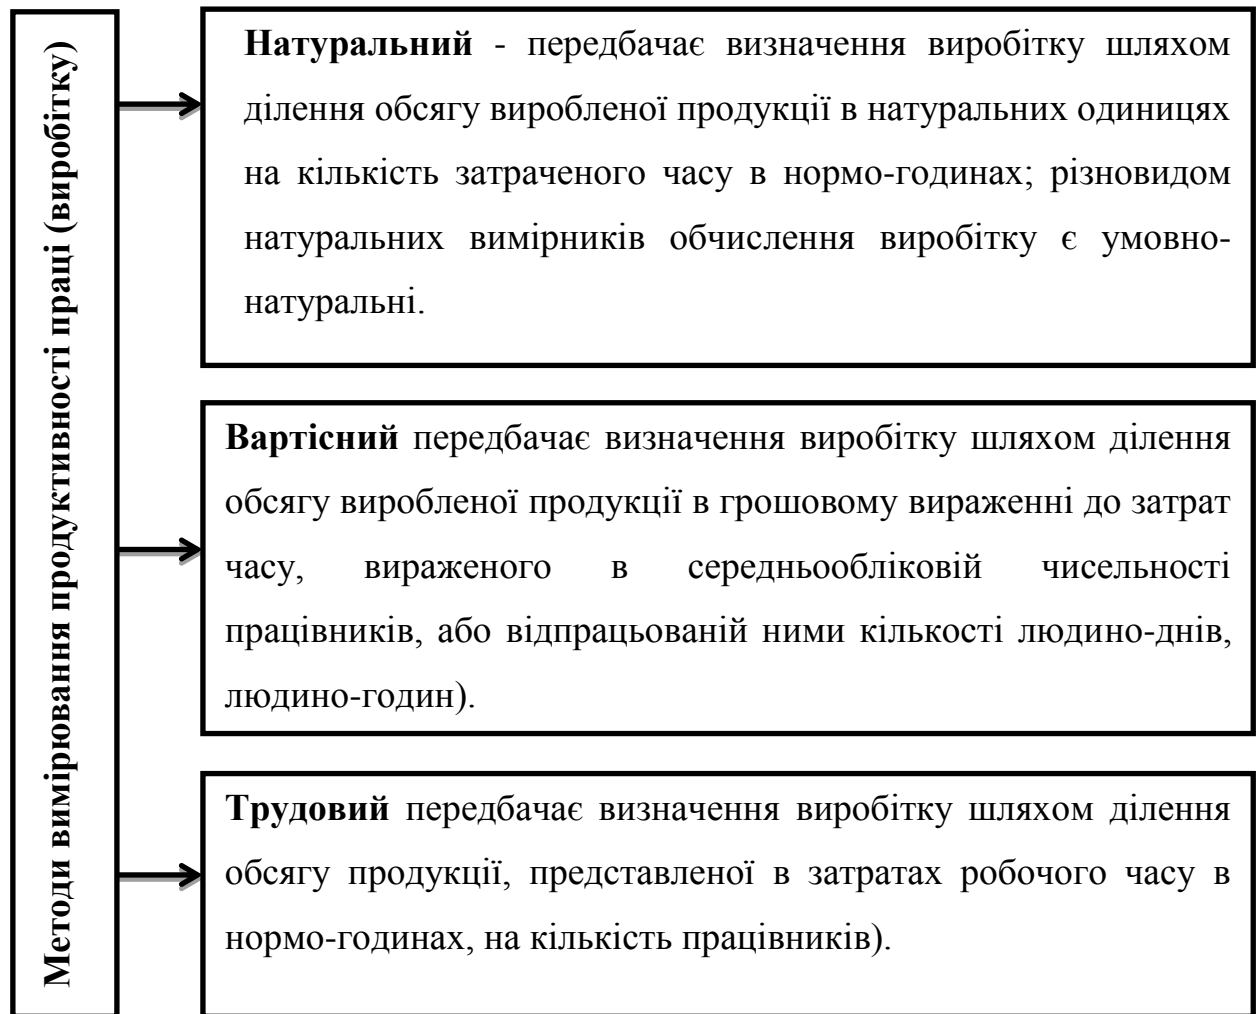 Методи вимірювання продуктивності праці (виробітку)
Натуральний - передбачає визначення виробітку шляхом
ділення обсягу виробленої продукції в натуральних одиницях
на кількість затраченого часу в нормо-годинах; різновидом
натуральних вимірників обчислення виробітку є умовно-
натуральні.
Вартісний передбачає визначення виробітку шляхом ділення
обсягу виробленої продукції в грошовому вираженні до затрат
часу, вираженого в середньообліковій чисельності
працівників, або відпрацьованій ними кількості людино-днів,
людино-годин).
Трудовий передбачає визначення виробітку шляхом ділення
обсягу продукції, представленої в затратах робочого часу в
нормо-годинах, на кількість працівників).